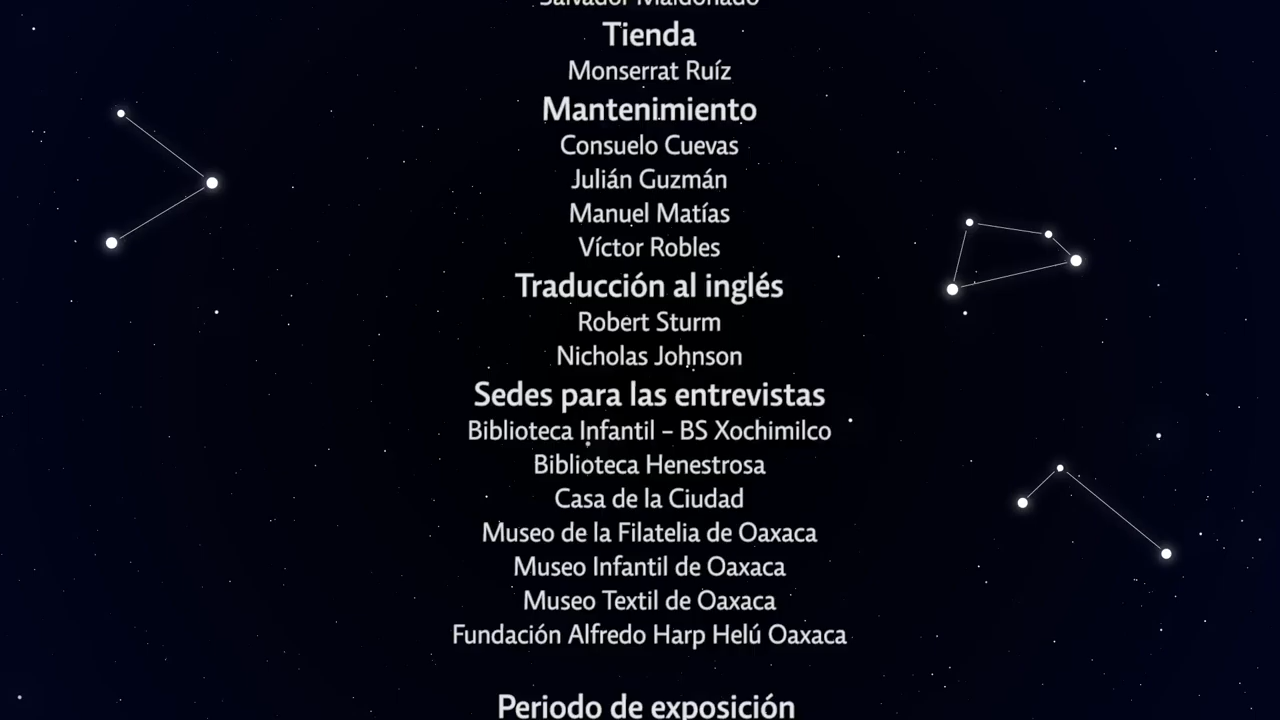 Salvador Maldonado
Tienda
Monserrat Ruíz
Mantenimiento
Consuelo Cuevas
Julián Guzmán
Manuel Matías
Víctor Robles
Traducción al inglés
Robert Sturm
Nicholas Johnson
Sedes para las entrevistas
Biblioteca Infantil – BS Xochimilco
Biblioteca Henestrosa
Casa de la Ciudad
Museo de la Filatelia de Oaxaca
Museo Infantil de Oaxaca
Museo Textil de Oaxaca
Fundación Alfredo Harp Helú Oaxaca
Periodo de exposición